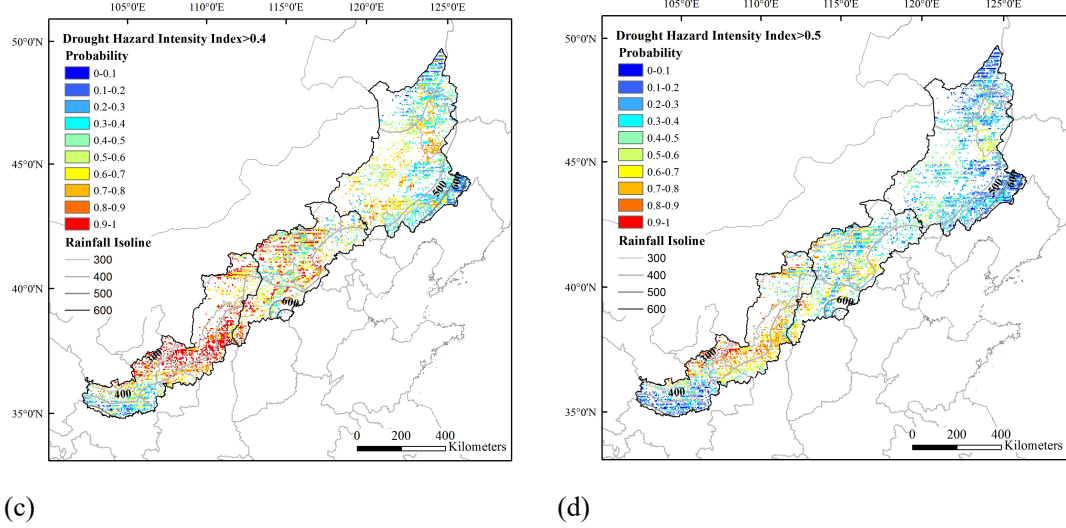 105°0'E 110°0'E 115°0'E 120°0'E 125°0'E
50°0'N
45°0'N
40°0'N
35°0'N
Drought Hazard Intensity Index>0.4
Probability
0-0.1
0.1-0.2
0.2-0.3
0.3-0.4
0.4-0.5
0.5-0.6
0.6-0.7
0.7-0.8
0.8-0.9
0.9-1
Rainfall Isoline
300
400
500
600
500
600
600
400
0 200 400
Kilometers
(c)
105°0'E 110°0'E 115°0'E 120°0'E 125°0'E
50°0'N
45°0'N
40°0'N
35°0'N
Drought Hazard Intensity Index>0.5
Probability
0-0.1
0.1-0.2
0.2-0.3
0.3-0.4
0.4-0.5
0.5-0.6
0.6-0.7
0.7-0.8
0.8-0.9
0.9-1
Rainfall Isoline
300
400
500
600
500
600
600
400
0 200 400
Kilometers
(d)